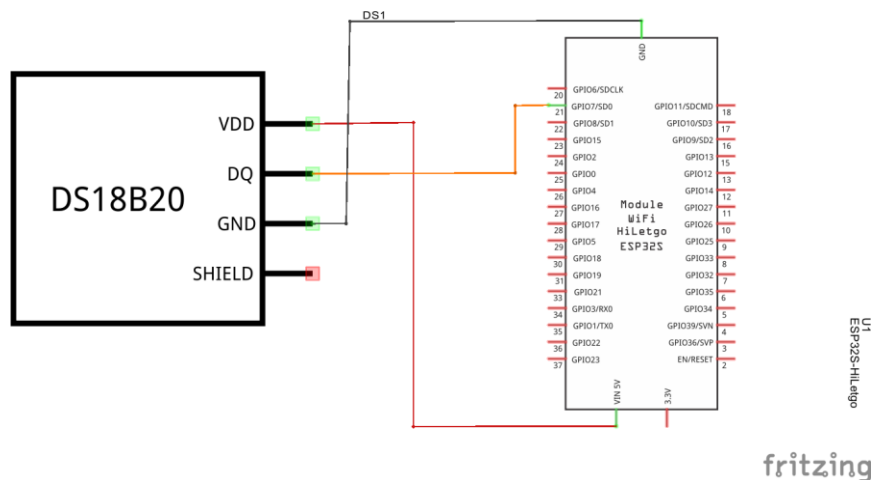 DS1
DS18B20
VDD
DQ
GND
SHIELD
GND
GPIO6/SDCLK
20
GPIO7/SD0
21
GPIO8/SD1
22
GPIO15
23
GPIO2
24
GPIO0
25
GPIO4
26
GPIO16
27
GPIO17
28
GPIO5
29
GPIO18
30
GPIO19
31
GPIO21
33
GPIO3/RX0
34
GPIO1/TX0
35
GPIO22
36
GPIO23
37
Module
WiFi
HiLetgo
ESP32S
GPIO11/SDCMD
18
GPIO10/SD3
17
GPIO9/SD2
16
GPIO13
15
GPIO12
13
GPIO14
12
GPIO27
11
GPIO26
10
GPIO25
9
GPIO33
8
GPIO32
7
GPIO35
6
GPIO34
5
GPIO39/SVN
4
GPIO36/SVP
3
EN/RESET
2
VIN 5V
3.3V
U1
ESP32S-HiLetgo
fritzing